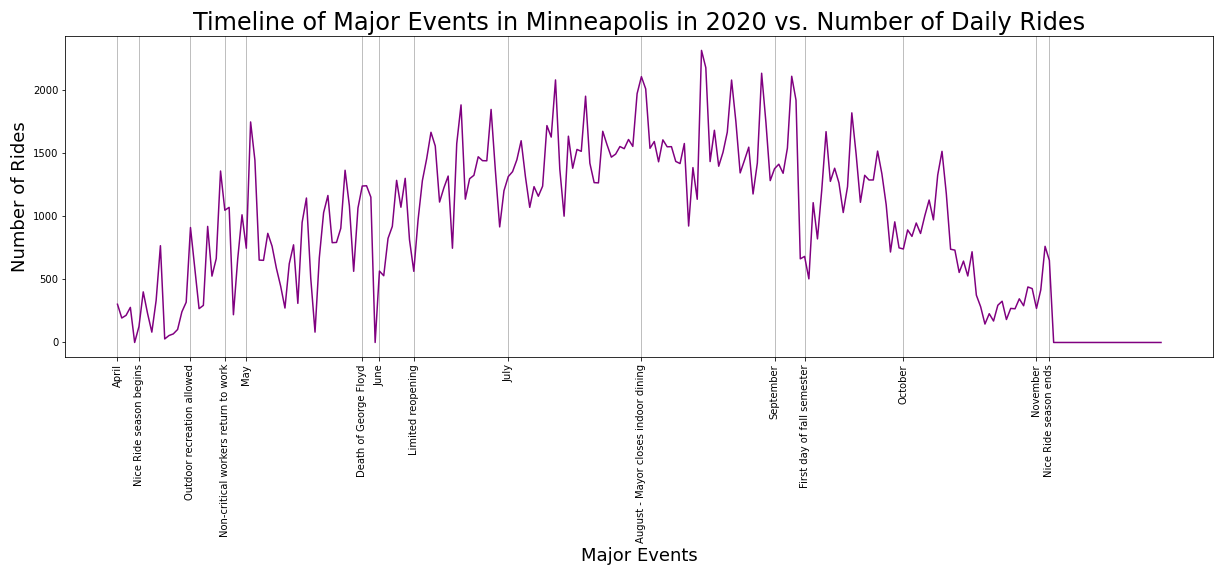 Timeline of Major Events in Minneapolis in 2020 vs. Number of Daily Rides
Number of Rides
2000
1500
1000
500
0
April
Nice Ride season begins
Outdoor recreation allowed
Non-critical workers return to work
May
Death of George Floyd
June
Limited reopening
July
August - Mayor closes indoor dining
September
First day of fall semester
October
November
Nice Ride season ends
Major Events